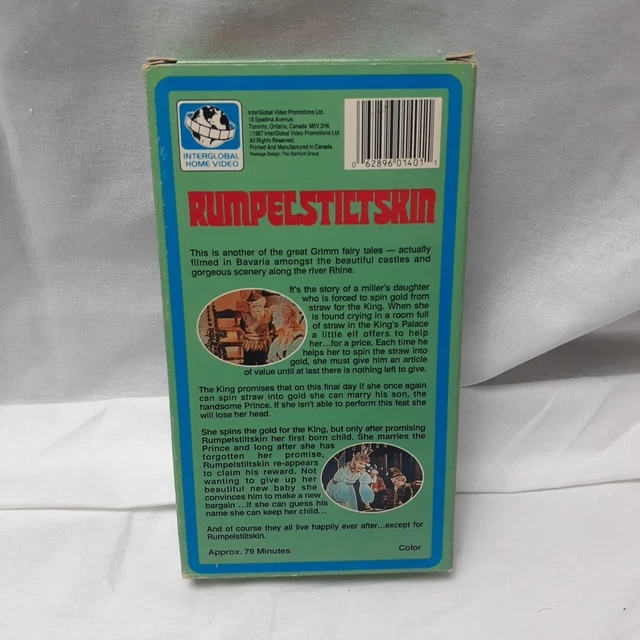 InterGlobal Video Promotions Ltd.
16 Spadina Avenue,
Toronto, Ontario, Canada M5V 2H6
©1987 InterGlobal Video Promotions Ltd.
All Rights Reserved.
Printed And Manufactured In Canada.
Package Design: The Stanford Group
INTERGLOBAL
HOME VIDEO
0 62896 01401 1
RUMPELSTILTSKIN
This is another of the great Grimm fairy tales — actually
filmed in Bavaria amongst the beautiful castles and
gorgeous scenery along the river Rhine.
It's the story of a miller's daughter
who is forced to spin gold from
straw for the King. When she
is found crying in a room full
of straw in the King's Palace
a little elf offers to help
her...for a price. Each time he
helps her to spin the straw into
gold, she must give him an article
of value until at last there is nothing left to give.
The King promises that on this final day if she once again
can spin straw into gold she can marry his son, the
handsome Prince. If she isn't able to perform this feat she
will lose her head.
She spins the gold for the King, but only after promising
Rumpelstiltskin her first born child. She marries the
Prince and long after she has
forgotten her promise,
Rumpelstiltskin re-appears
to claim his reward. Not
wanting to give up her
beautiful new baby she
convinces him to make a new
bargain ...if she can guess his
name she can keep her child...
And of course they all live happily ever after...except for
Rumpelstiltskin.
Approx. 79 Minutes
Color